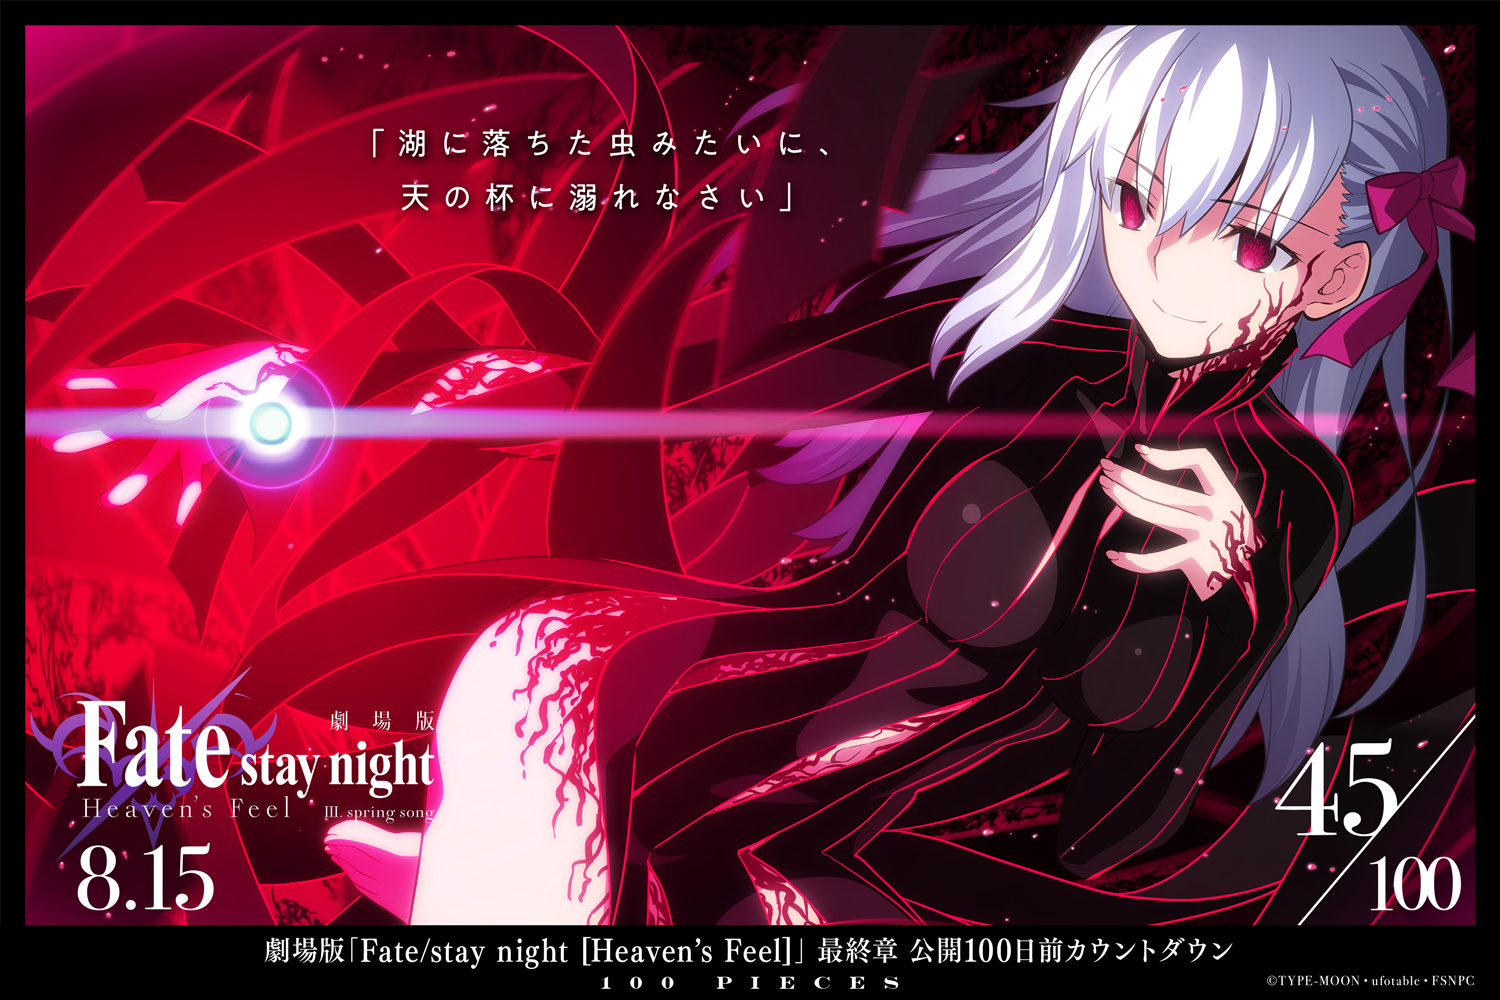 「湖に落ちた虫みたいに、
天の杯に溺れなさい」
劇場版
Fate stay night
Heaven's Feel III. spring song
8.15
45/100
劇場版「Fate/stay night [Heaven's Feel]」 最終章 公開100日前カウントダウン
100 PIECES
©TYPE-MOON・ufotable・FSNPC